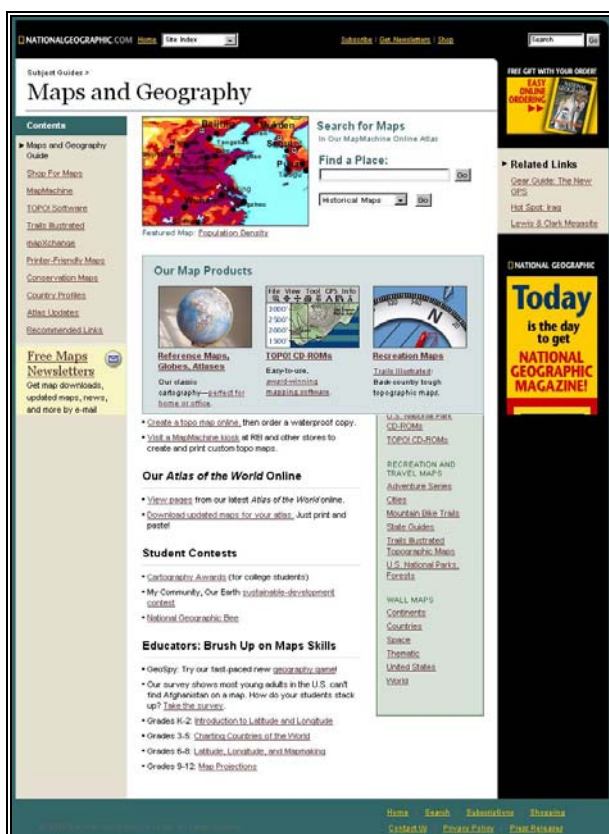 NATIONALGEOGRAPHIC.COM Home Site Index Subscribe | Get Newsletters | Shop Search Go
Subject Guides >
Maps and Geography
Contents
Maps and Geography
Guide
Shop For Maps
MapMachine
TOPO! Software
Trails Illustrated
mapXchange
Printer-Friendly Maps
Conservation Maps
Country Profiles
Atlas Updates
Recommended Links
Free Maps
Newsletters
Get map downloads,
updated maps, news,
and more by e-mail
Featured Map: Population Density
Search for Maps
In Our MapMachine Online Atlas
Find a Place:
Go
Historical Maps Go
Our Map Products
File View Tool GPS Info
3000'
2500'
2000'
1500'
Reference Maps,
Globes, Atlases
Our classic
cartography—perfect for
home or office.
TOPO! CD-ROMs
Easy-to-use,
award-winning
mapping software.
Recreation Maps
Trails Illustrated:
Backcountry tough
topographic maps.
• Create a topo map online, then order a waterproof copy.
• Visit a MapMachine kiosk at REI and other stores to
create and print custom topo maps.
Our Atlas of the World Online
• View pages from our latest Atlas of the World online.
• Download updated maps for your atlas. Just print and
paste!
Student Contests
• Cartography Awards (for college students)
• My Community, Our Earth sustainable-development
contest
• National Geographic Bee
Educators: Brush Up on Maps Skills
• GeoSpy: Try our fast-paced new geography game!
• Our survey shows most young adults in the U.S. can't
find Afghanistan on a map. How do your students stack
up? Take the survey.
• Grades K-2: Introduction to Latitude and Longitude
• Grades 3-5: Charting Countries of the World
• Grades 6-8: Latitude, Longitude, and Mapmaking
• Grades 9-12: Map Projections
U.S. National Park
CD-ROMs
TOPO! CD-ROMs
RECREATION AND
TRAVEL MAPS
Adventure Series
Cities
Mountain Bike Trails
State Guides
Trails Illustrated
Topographic Maps
U.S. National Parks,
Forests
WALL MAPS
Continents
Countries
Space
Thematic
United States
World
FREE GIFT WITH YOUR ORDER!
EASY
ONLINE
ORDERING
Related Links
Gear Guide: The New
GPS
Hot Spot: Iraq
Lewis & Clark Megasite
NATIONAL GEOGRAPHIC
Today
is the day
to get
NATIONAL
GEOGRAPHIC
MAGAZINE!
Home Search Subscriptions Shopping
Contact Us Privacy Policy Press Releases